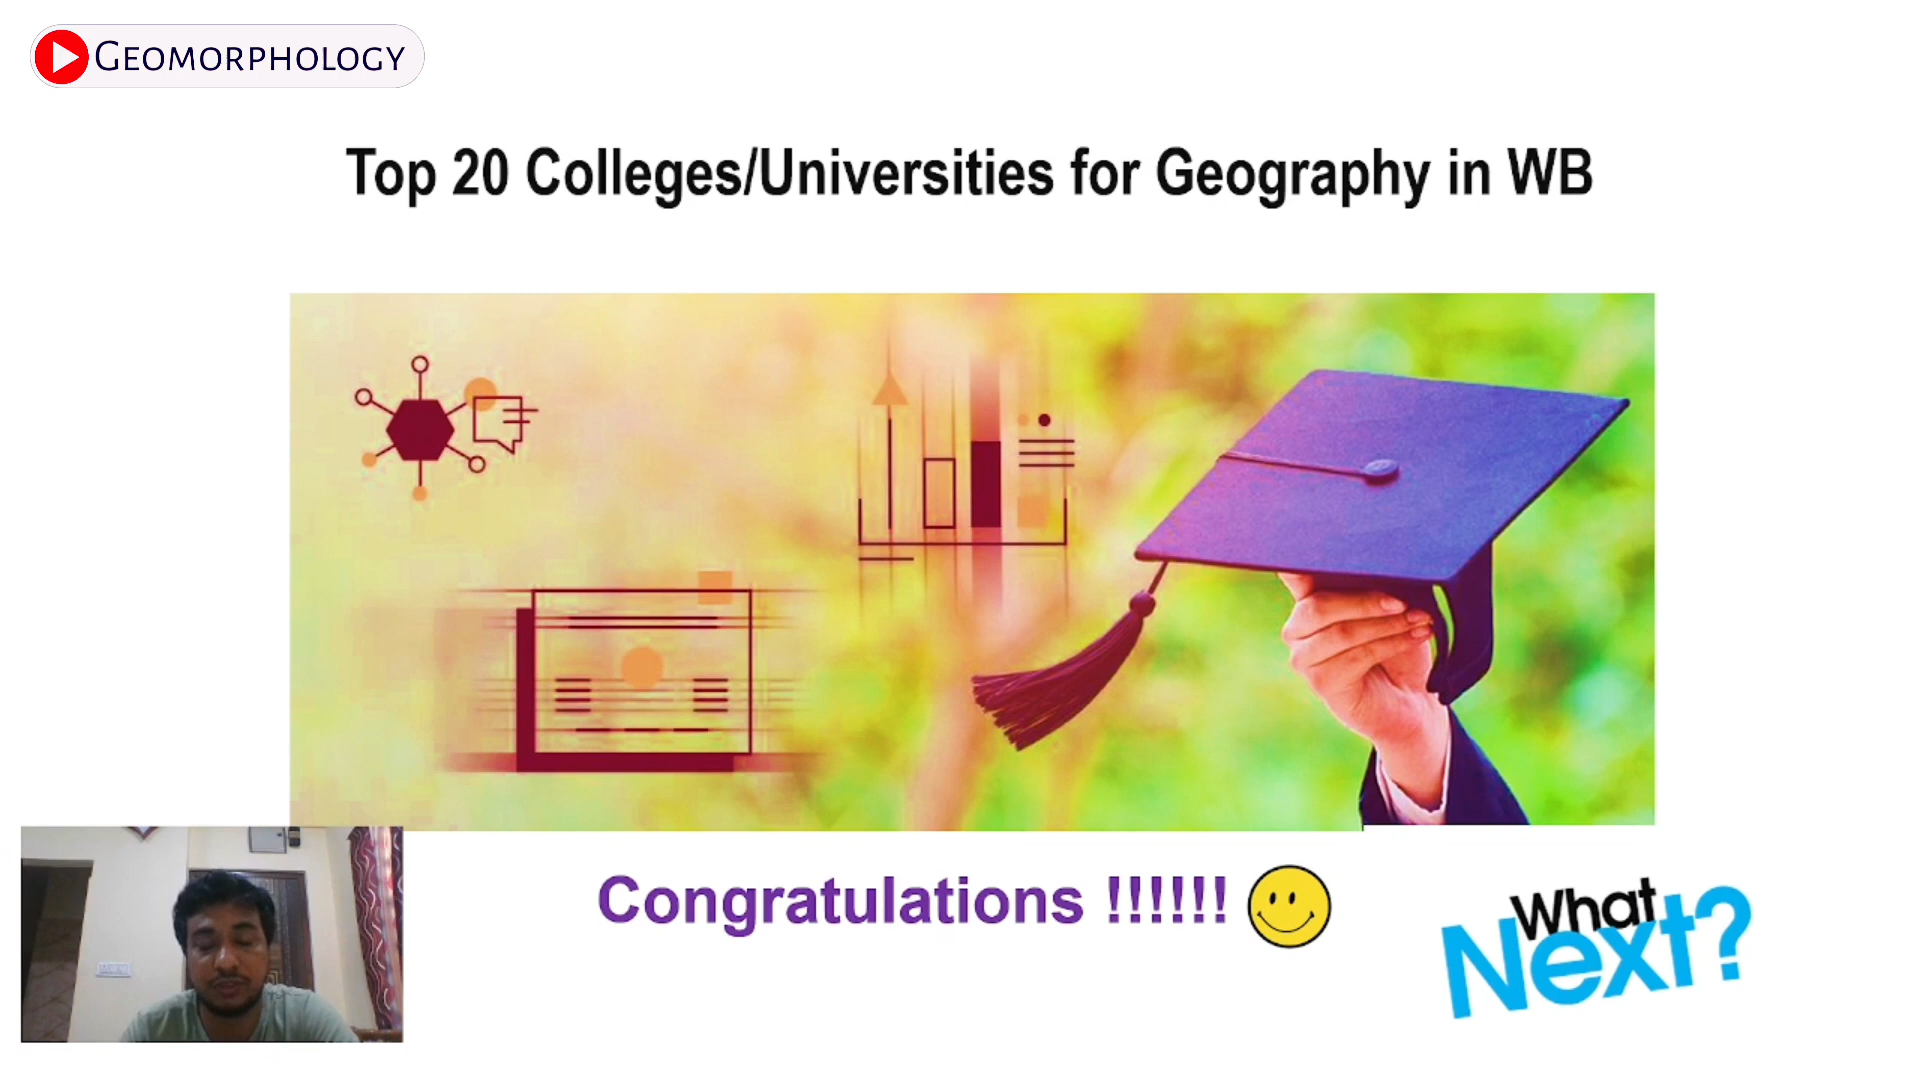 GEOMORPHOLOGY
Top 20 Colleges/Universities for Geography in WB
Congratulations !!!!!!
What
Next?